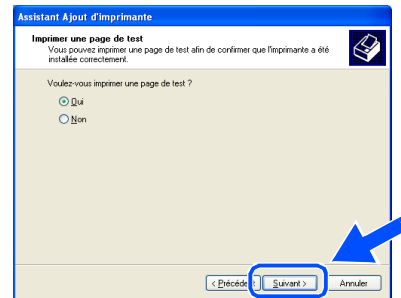 Assistant Ajout d'imprimante
Imprimer une page de test
Vous pouvez imprimer une page de test afin de confirmer que l'imprimante a été
installée correctement.
Voulez-vous imprimer une page de test ?
Oui
Non
< Précédent Suivant > Annuler